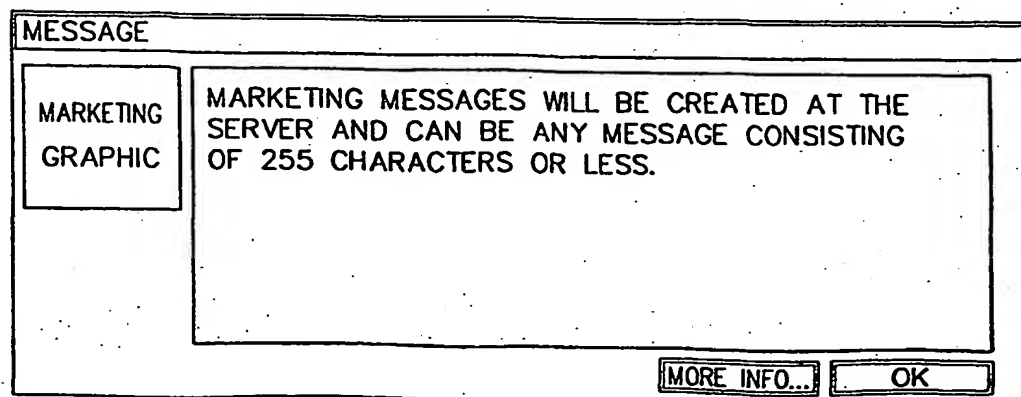 MESSAGE
MARKETING
GRAPHIC
MARKETING MESSAGES WILL BE CREATED AT THE
SERVER AND CAN BE ANY MESSAGE CONSISTING
OF 255 CHARACTERS OR LESS.
MORE INFO...
OK